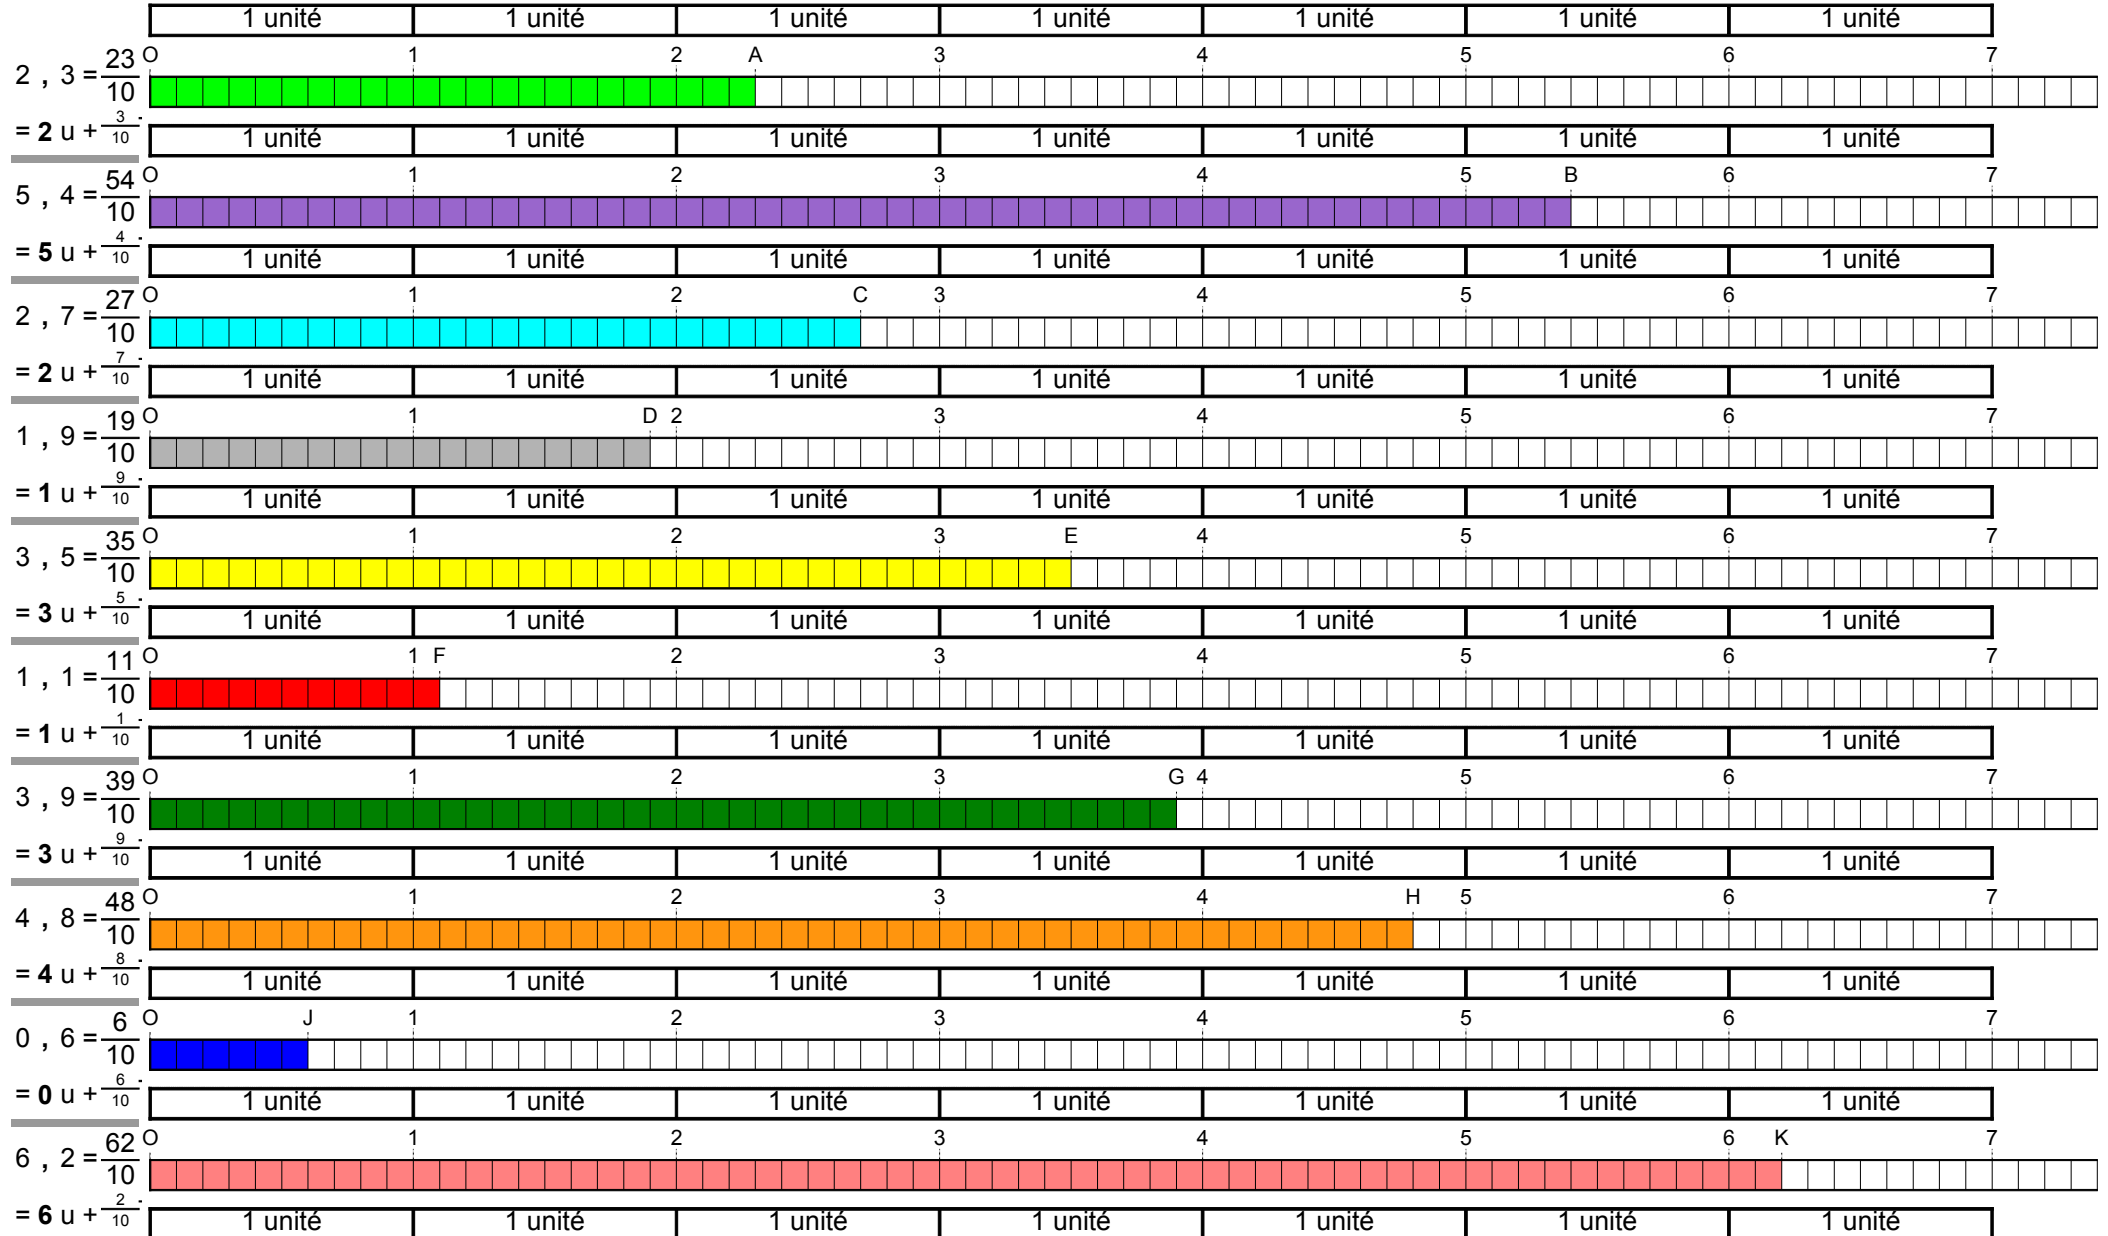 1 unité 1 unité 1 unité 1 unité 1 unité 1 unité 1 unité
O 1 2 A 3 4 5 6 7
2 , 3 = 23/10
= 2 u + 3/10
1 unité 1 unité 1 unité 1 unité 1 unité 1 unité 1 unité
O 1 2 3 4 5 B 6 7
5 , 4 = 54/10
= 5 u + 4/10
1 unité 1 unité 1 unité 1 unité 1 unité 1 unité 1 unité
O 1 2 C 3 4 5 6 7
2 , 7 = 27/10
= 2 u + 7/10
1 unité 1 unité 1 unité 1 unité 1 unité 1 unité 1 unité
O 1 D 2 3 4 5 6 7
1 , 9 = 19/10
= 1 u + 9/10
1 unité 1 unité 1 unité 1 unité 1 unité 1 unité 1 unité
O 1 2 3 E 4 5 6 7
3 , 5 = 35/10
= 3 u + 5/10
1 unité 1 unité 1 unité 1 unité 1 unité 1 unité 1 unité
O 1 F 2 3 4 5 6 7
1 , 1 = 11/10
= 1 u + 1/10
1 unité 1 unité 1 unité 1 unité 1 unité 1 unité 1 unité
O 1 2 3 G 4 5 6 7
3 , 9 = 39/10
= 3 u + 9/10
1 unité 1 unité 1 unité 1 unité 1 unité 1 unité 1 unité
O 1 2 3 4 H 5 6 7
4 , 8 = 48/10
= 4 u + 8/10
1 unité 1 unité 1 unité 1 unité 1 unité 1 unité 1 unité
O J 1 2 3 4 5 6 7
0 , 6 = 6/10
= 0 u + 6/10
1 unité 1 unité 1 unité 1 unité 1 unité 1 unité 1 unité
O 1 2 3 4 5 6 K 7
6 , 2 = 62/10
= 6 u + 2/10
1 unité 1 unité 1 unité 1 unité 1 unité 1 unité 1 unité